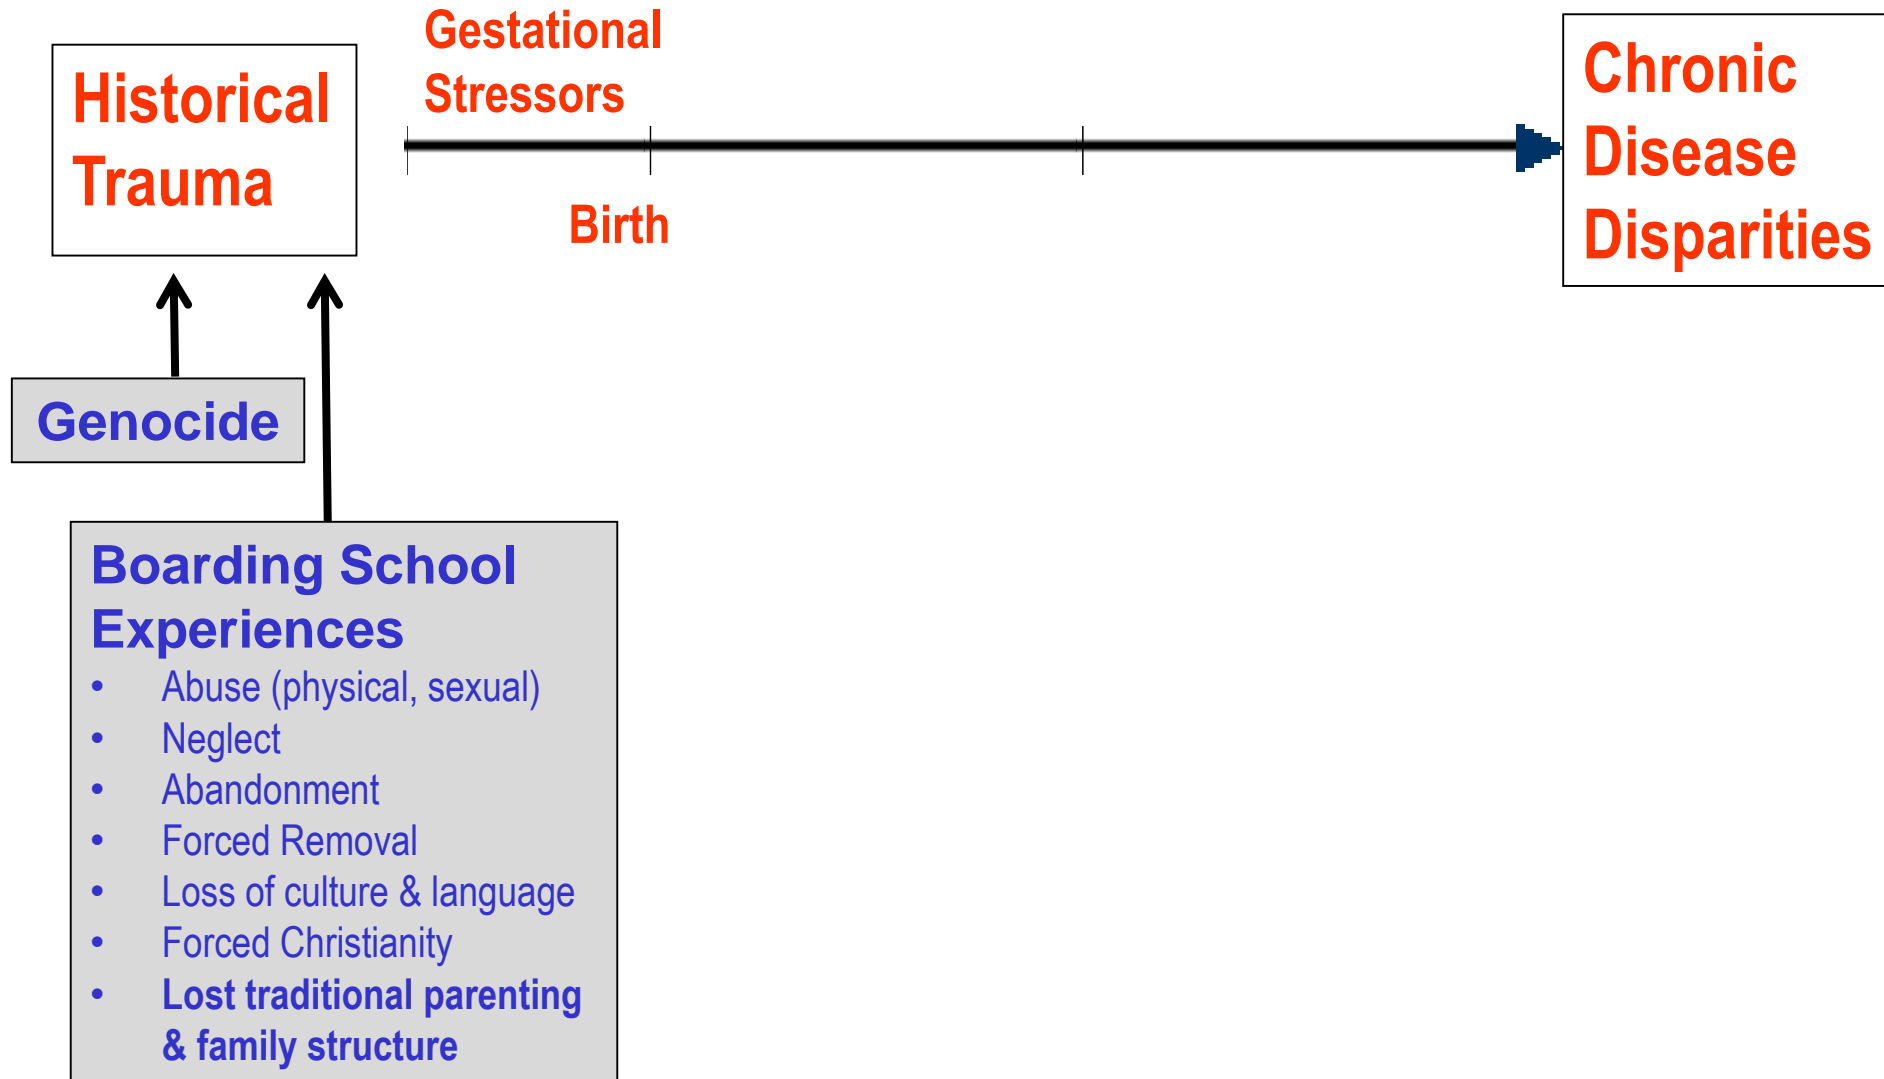 Historical
Trauma
Gestational
Stressors
Birth
Chronic
Disease
Disparities
Genocide
Boarding School
Experiences
• Abuse (physical, sexual)
• Neglect
• Abandonment
• Forced Removal
• Loss of culture & language
• Forced Christianity
• Lost traditional parenting
& family structure